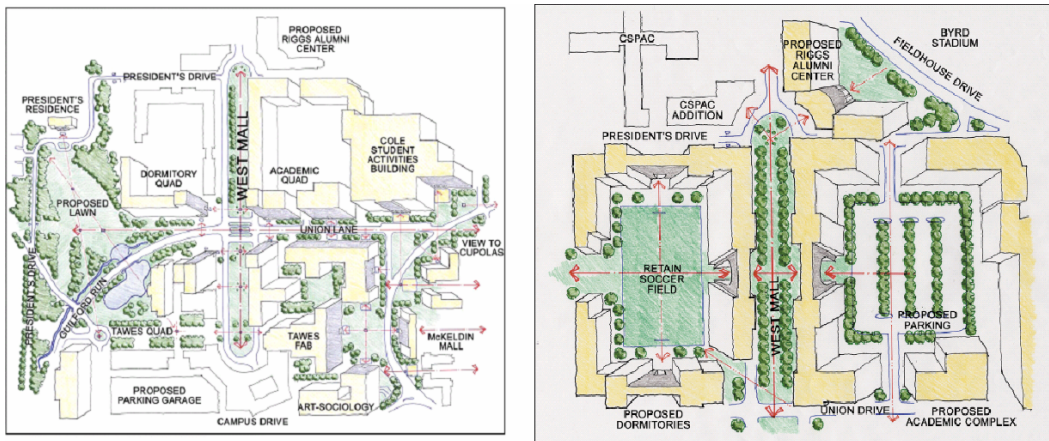 PROPOSED
RIGGS ALUMNI
CENTER
PRESIDENT'S DRIVE
PRESIDENT'S
RESIDENCE
WEST MALL
COLE
STUDENT
ACTIVITIES
BUILDING
DORMITORY
QUAD
ACADEMIC
QUAD
PROPOSED
LAWN
UNION LANE
VIEW TO
CUPOLAS
PRESIDENT'S DRIVE
GUILFORD RUN
TAWES QUAD
TAWES
FAB
McKELDIN
MALL
PROPOSED
PARKING GARAGE
ART-SOCIOLOGY
CAMPUS DRIVE
CSPAC
PROPOSED
RIGGS
ALUMNI
CENTER
BYRD
STADIUM
FIELDHOUSE DRIVE
CSPAC
ADDITION
PRESIDENT'S DRIVE
RETAIN
SOCCER
FIELD
WEST MALL
PROPOSED
PARKING
UNION DRIVE
PROPOSED
DORMITORIES
PROPOSED
ACADEMIC COMPLEX